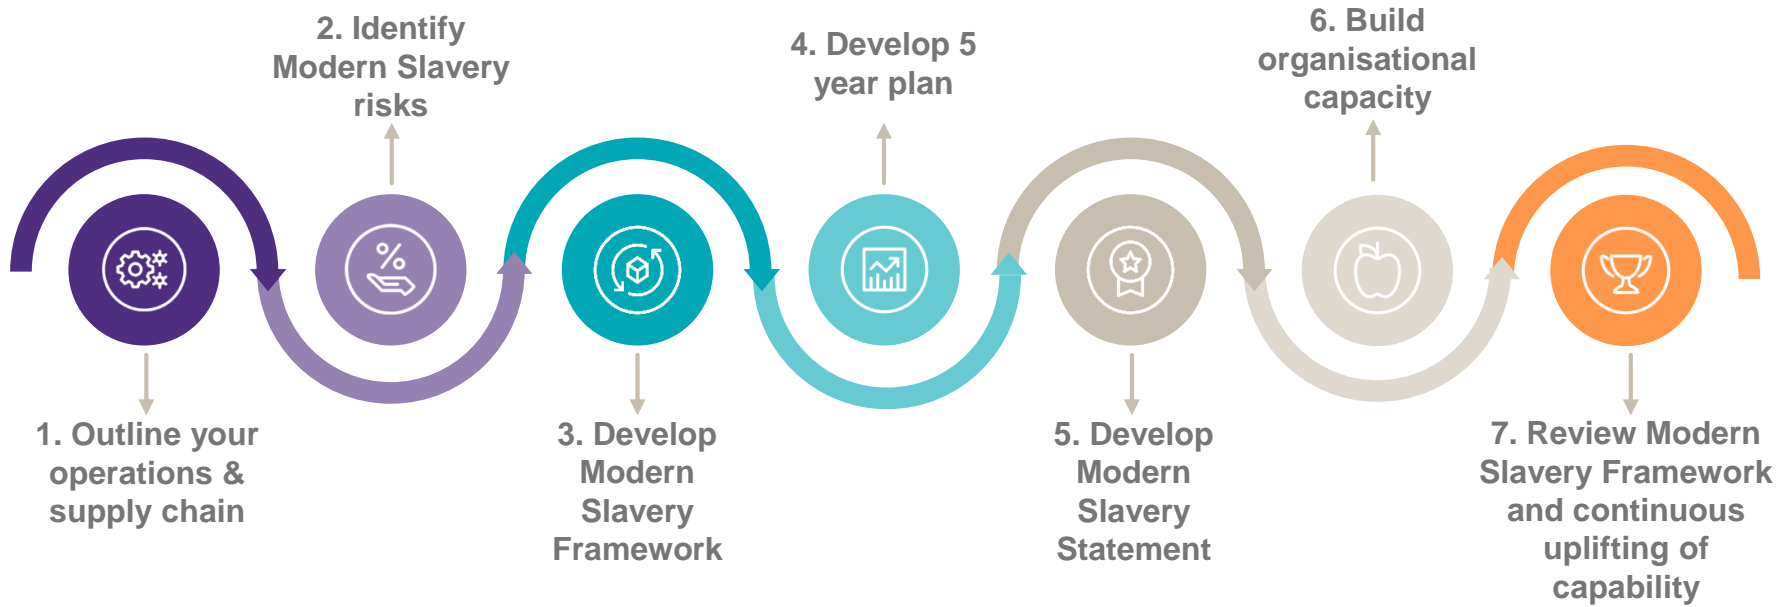 1. Outline your
operations &
supply chain
2. Identify
Modern Slavery
risks
3. Develop
Modern
Slavery
Framework
4. Develop 5
year plan
5. Develop
Modern
Slavery
Statement
6. Build
organisational
capacity
7. Review Modern
Slavery Framework
and continuous
uplifting of
capability
%